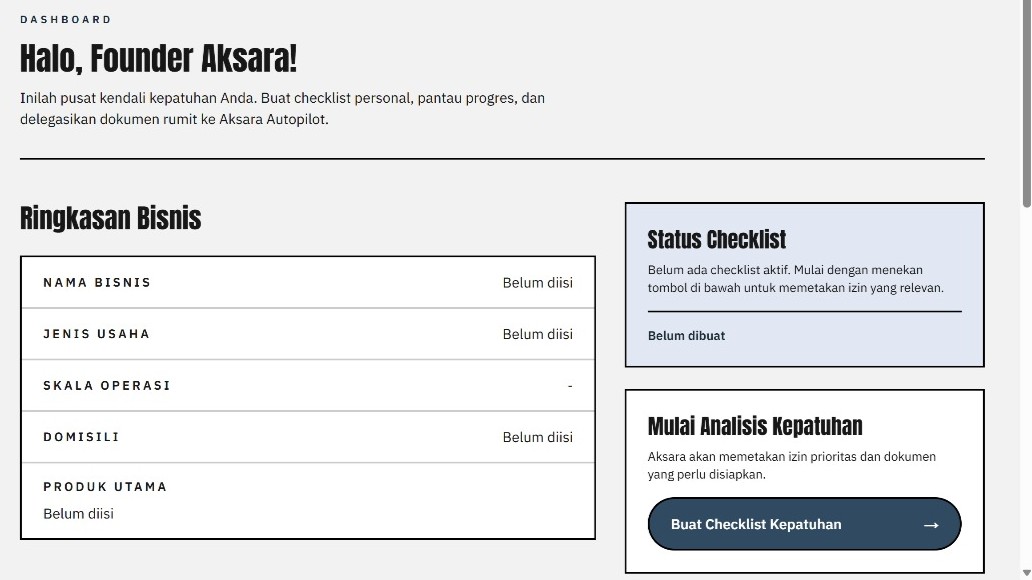 DASHBOARD
Halo, Founder Aksara!
Inilah pusat kendali kepatuhan Anda. Buat checklist personal, pantau progres, dan
delegasikan dokumen rumit ke Aksara Autopilot.
Ringkasan Bisnis
NAMA BISNIS Belum diisi
JENIS USAHA Belum diisi
SKALA OPERASI -
DOMISILI Belum diisi
PRODUK UTAMA
Belum diisi
Status Checklist
Belum ada checklist aktif. Mulai dengan menekan
tombol di bawah untuk memetakan izin yang relevan.
Belum dibuat
Mulai Analisis Kepatuhan
Aksara akan memetakan izin prioritas dan dokumen
yang perlu disiapkan.
Buat Checklist Kepatuhan →